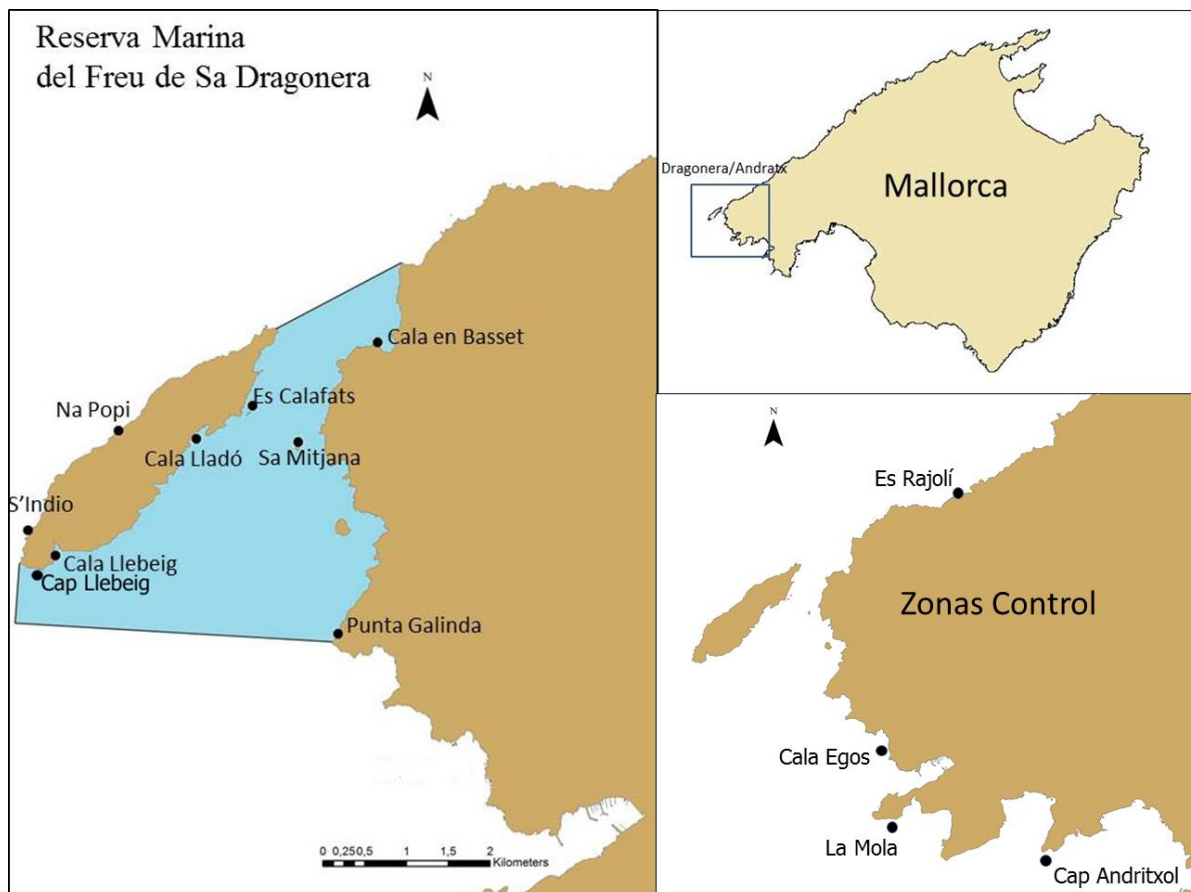 Reserva Marina
del Freu de Sa Dragonera
N
Cala en Basset
Es Calafats
Na Popi
Cala Lladó
Sa Mitjana
S'Indio
Cala Llebeig
Cap Llebeig
Punta Galinda
0 0,25 0,5 1 1,5 2
Kilometers
Dragonera/Andratx
Mallorca
N
Es Rajolí
Zonas Control
Cala Egos
La Mola
Cap Andritxol